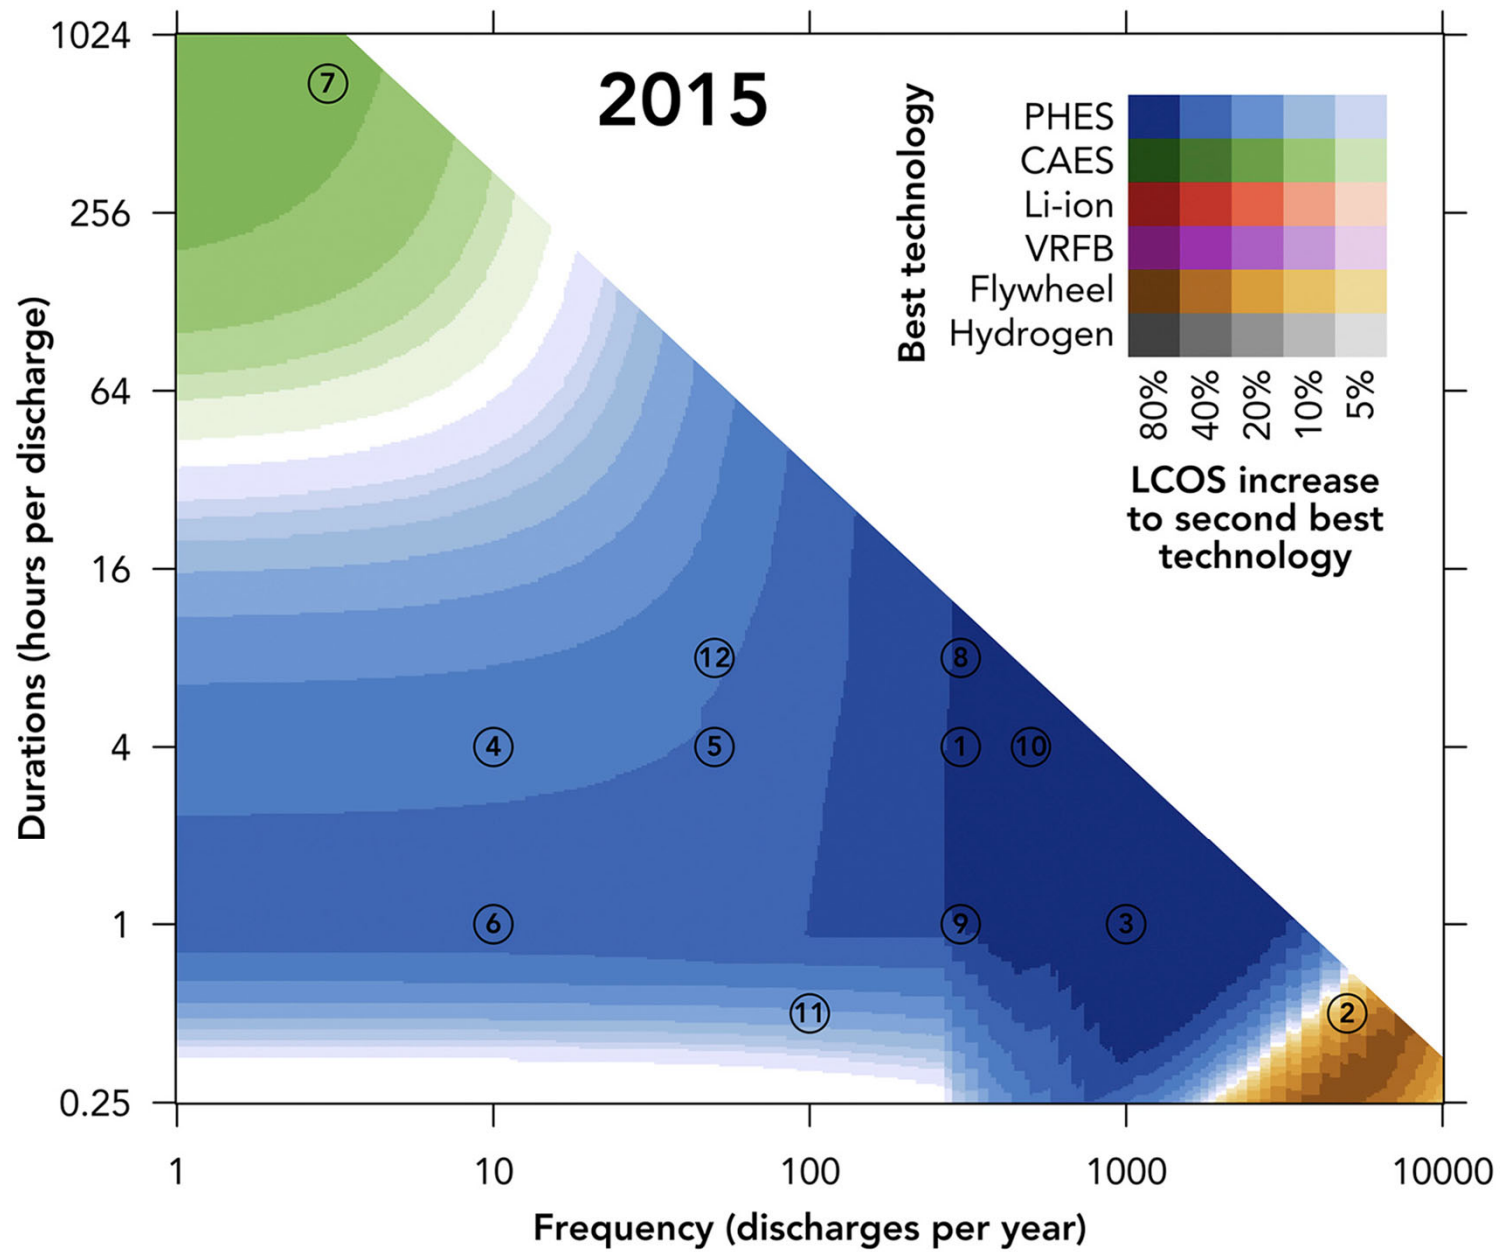 2015
Best technology
PHES
CAES
Li-ion
VRFB
Flywheel
Hydrogen
80%
40%
20%
10%
5%
LCOS increase
to second best
technology
Durations (hours per discharge)
1024
256
64
16
4
1
0.25
7
12
8
4
5
1
10
6
9
3
11
2
1
10
100
1000
10000
Frequency (discharges per year)